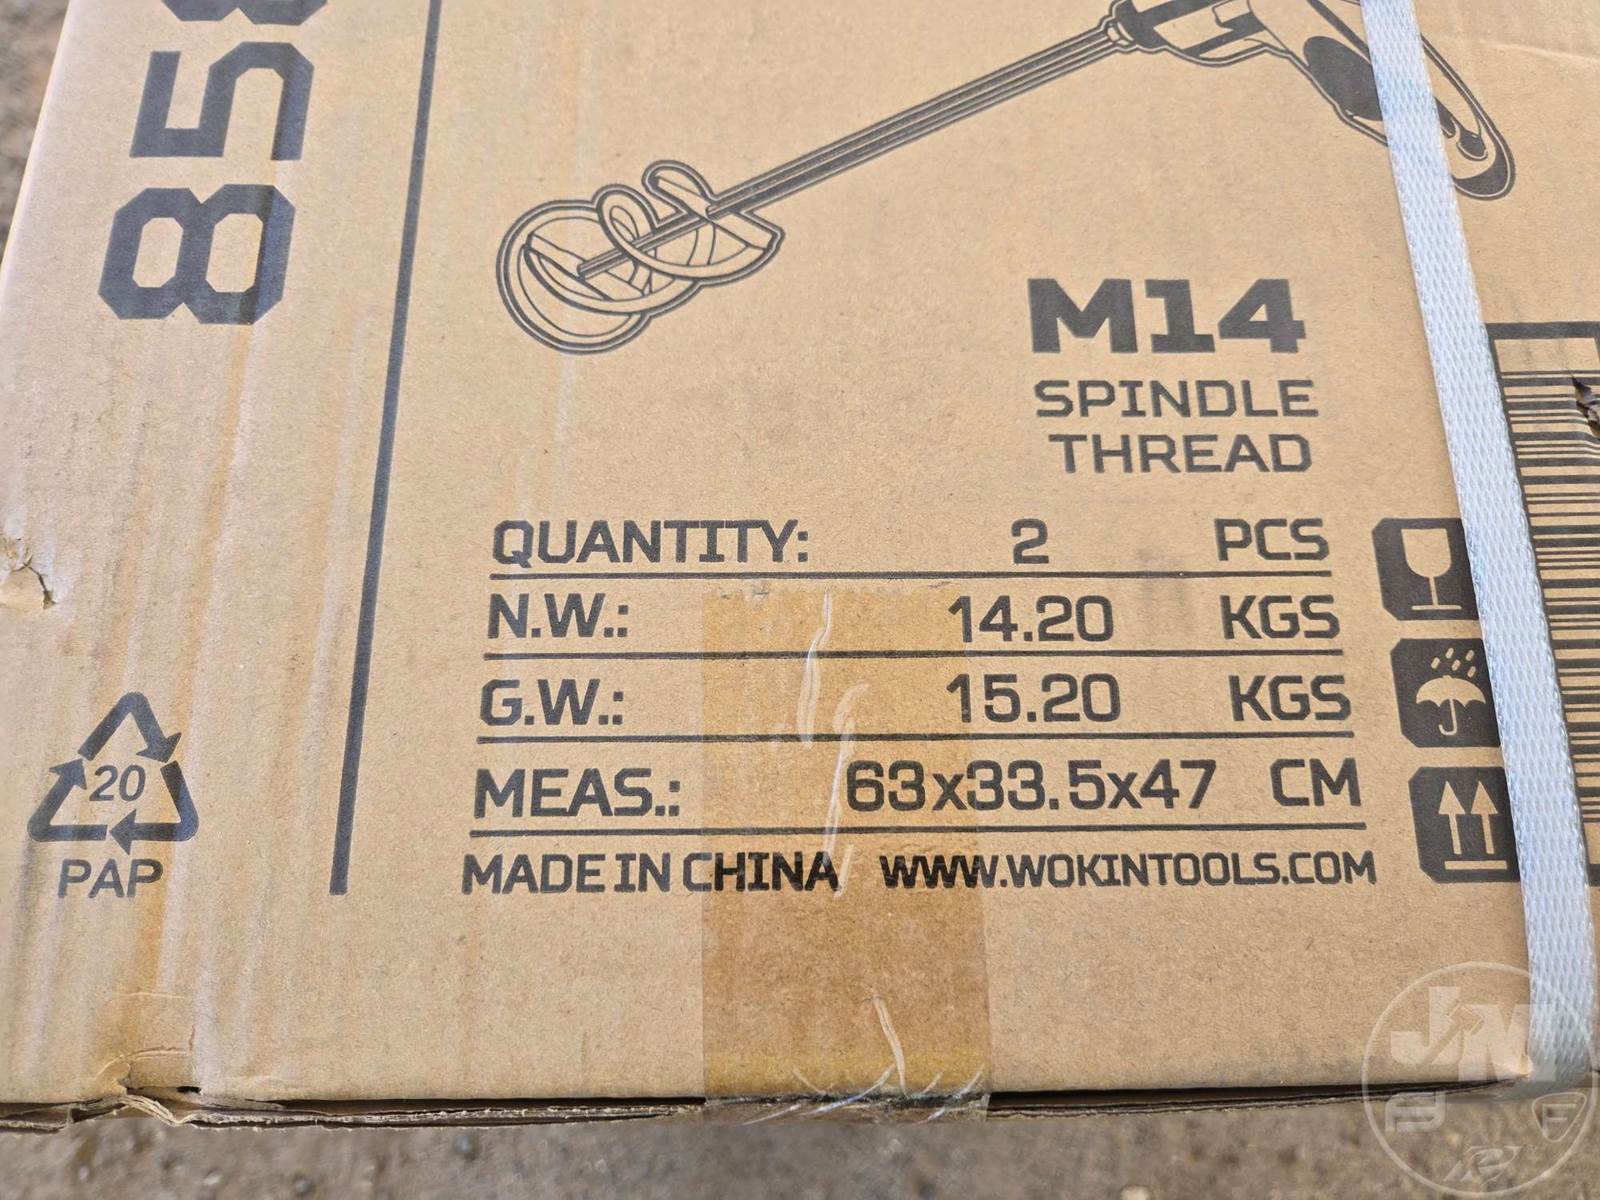 858
M14
SPINDLE
THREAD
QUANTITY: 2 PCS
N.W.: 14.20 KGS
G.W.: 15.20 KGS
MEAS.: 63x33.5x47 CM
MADE IN CHINA WWW.WOKINTOOLS.COM
20
PAP